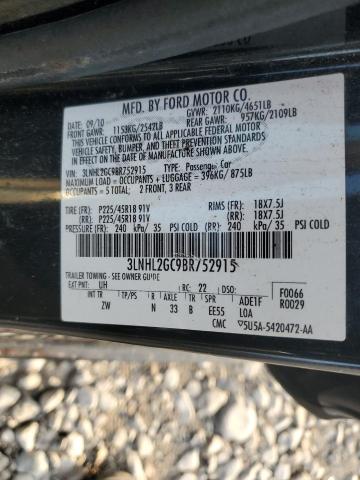 MFD. BY FORD MOTOR CO.
DATE: 09/10 GVWR: 2110KG/4651LB
FRONT GAWR: 1153KG/2542LB REAR GAWR: 957KG/2109LB
THIS VEHICLE CONFORMS TO ALL APPLICABLE FEDERAL MOTOR
VEHICLE SAFETY, BUMPER, AND THEFT PREVENTION STANDARDS IN
EFFECT ON THE DATE OF MANUFACTURE SHOWN ABOVE.
VEHICLE: 3LNHL2GC9BR752915 TYPE: Passenger Car
MAXIMUM LOAD = OCCUPANTS + LUGGAGE = 396KG/875LB
OCCUPANTS = 5 TOTAL: 2 FRONT, 3 REAR
TIRE (FR) P225/45R18 91V RIMS (FR) 18X7.5J
(RR) P225/45R18 91V (RR) 18X7.5J
PRESSURE (FR) 240 kPa/ 35 PSI COLD (RR) 240 kPa/ 35 PSI COLD
3LNHL2GC9BR752915
TRAILER TOWING - SEE OWNER GUIDE
EXT PNT: UH RC: 22 DSO: F0066
INT TR TP/PS R AXLE TR SPR ADE1F R0029
ZW N 33 B EE55 LOA
CMC 5U5A-5420472-AA